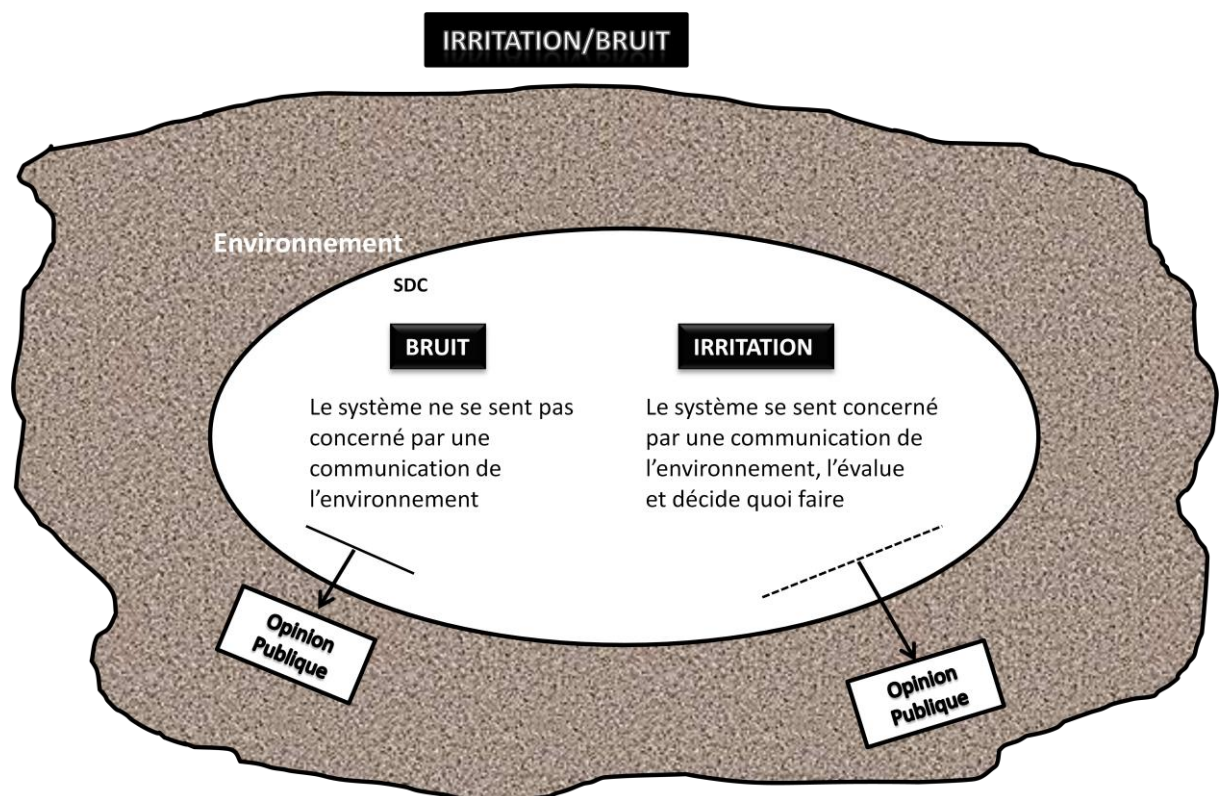 IRRITATION/BRUIT
Environnement
SDC
BRUIT
Le système ne se sent pas
concerné par une
communication de
l'environnement
IRRITATION
Le système se sent concerné
par une communication de
l'environnement, l'évalue
et décide quoi faire
Opinion
Publique
Opinion
Publique